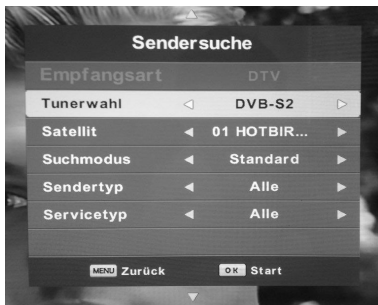 Sendersuche
Empfangsart DTV
Tunerwahl DVB-S2
Satellit 01 HOTBIR...
Suchmodus Standard
Sendertyp Alle
Servicetyp Alle
MENU Zurück OK Start